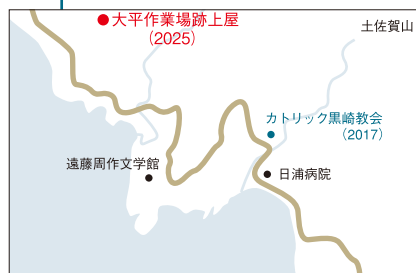 大平作業場跡上屋
(2025)
土佐賀山
カトリック黒崎教会
(2017)
遠藤周作文学館
日浦病院